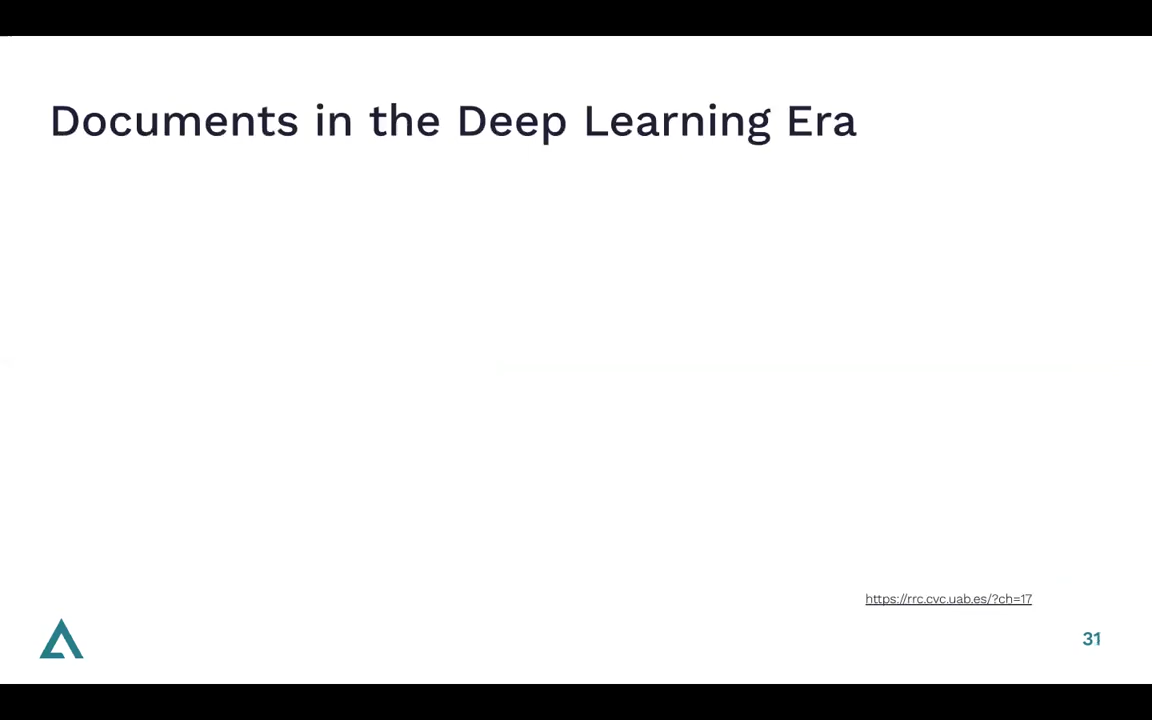 Documents in the Deep Learning Era
https://rrc.cvc.uab.es/?ch=17
31